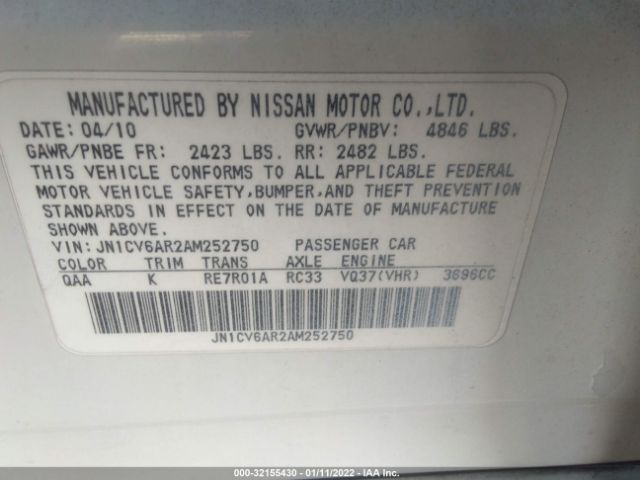 MANUFACTURED BY NISSAN MOTOR CO.,LTD.
DATE: 04/10 GVWR/PNBV: 4846 LBS.
GAWR/PNBE FR: 2423 LBS. RR: 2482 LBS.
THIS VEHICLE CONFORMS TO ALL APPLICABLE FEDERAL
MOTOR VEHICLE SAFETY,BUMPER,AND THEFT PREVENTION
STANDARDS IN EFFECT ON THE DATE OF MANUFACTURE
SHOWN ABOVE.
VIN: JN1CV6AR2AM252750 PASSENGER CAR
COLOR TRIM TRANS AXLE ENGINE
QAA K RE7R01A RC33 VQ37(VHR) 3696CC
JN1CV6AR2AM252750
000-32155430 - 01/11/2022 - IAA Inc.